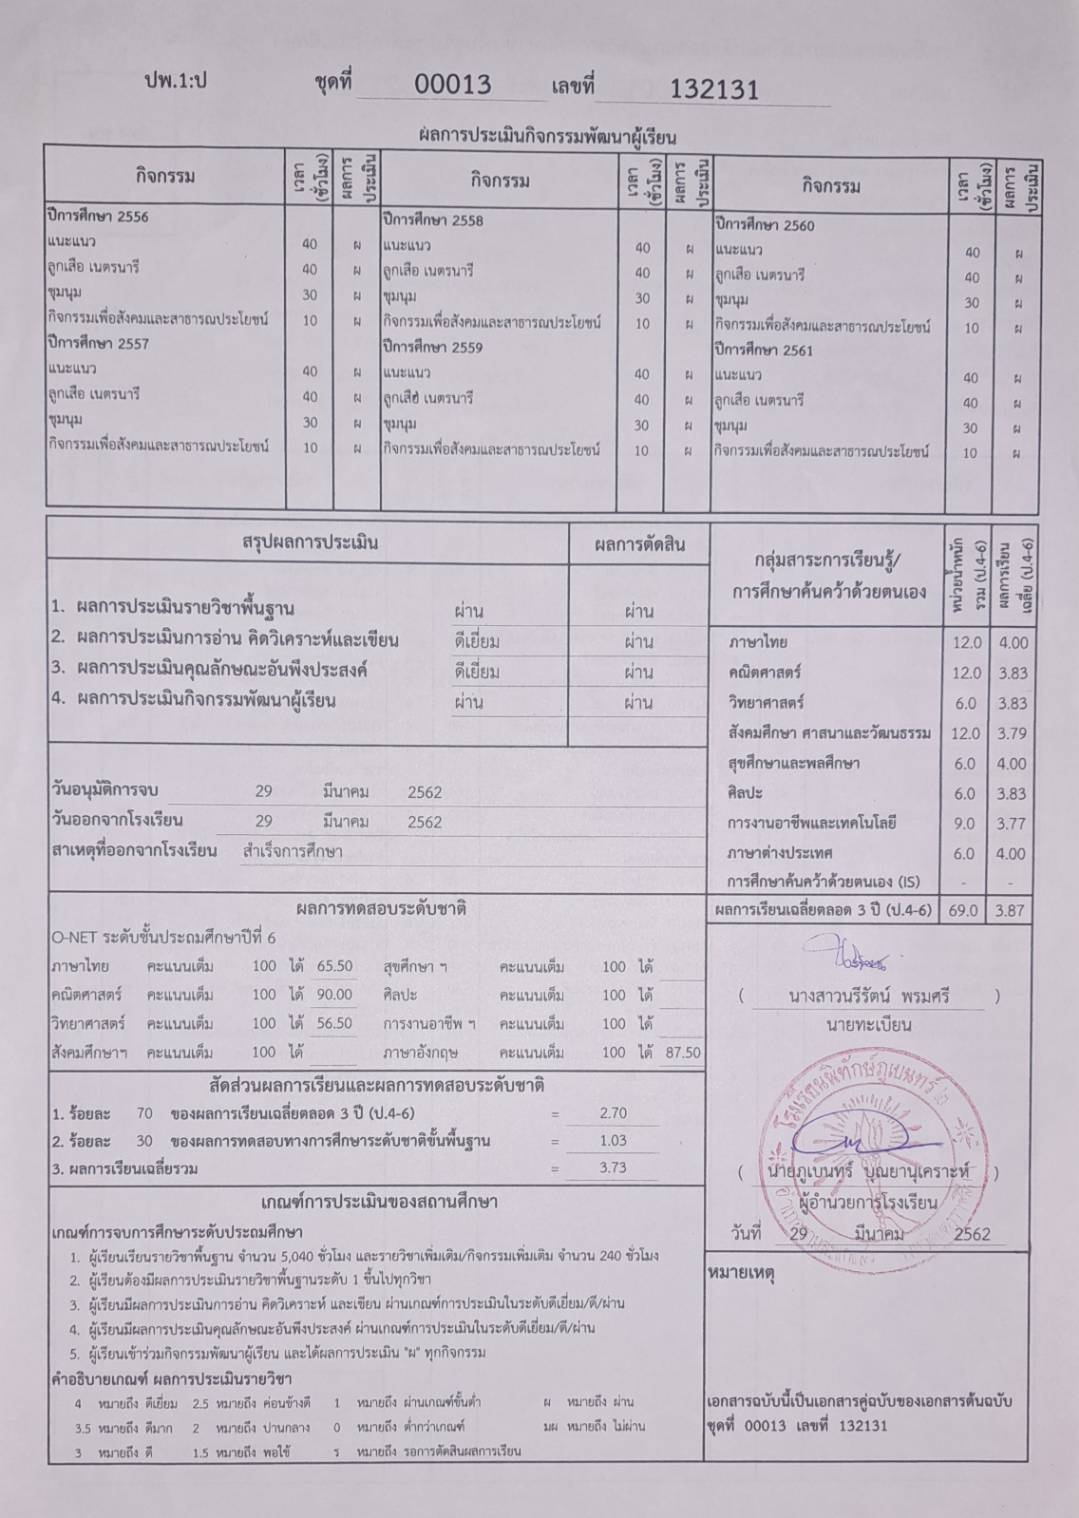 ปพ.1:ป ชุดที่ 00013 เลขที่ 132131
ผลการประเมินกิจกรรมพัฒนาผู้เรียน
กิจกรรม เวลา (ชั่วโมง) ผลการประเมิน กิจกรรม เวลา (ชั่วโมง) ผลการประเมิน กิจกรรม เวลา (ชั่วโมง) ผลการประเมิน
ปีการศึกษา 2556 ปีการศึกษา 2558 ปีการศึกษา 2560
แนะแนว 40 ผ แนะแนว 40 ผ แนะแนว 40 ผ
ลูกเสือ เนตรนารี 40 ผ ลูกเสือ เนตรนารี 40 ผ ลูกเสือ เนตรนารี 40 ผ
ชุมนุม 30 ผ ชุมนุม 30 ผ ชุมนุม 30 ผ
กิจกรรมเพื่อสังคมและสาธารณประโยชน์ 10 ผ กิจกรรมเพื่อสังคมและสาธารณประโยชน์ 10 ผ กิจกรรมเพื่อสังคมและสาธารณประโยชน์ 10 ผ
ปีการศึกษา 2557 ปีการศึกษา 2559 ปีการศึกษา 2561
แนะแนว 40 ผ แนะแนว 40 ผ แนะแนว 40 ผ
ลูกเสือ เนตรนารี 40 ผ ลูกเสือ เนตรนารี 40 ผ ลูกเสือ เนตรนารี 40 ผ
ชุมนุม 30 ผ ชุมนุม 30 ผ ชุมนุม 30 ผ
กิจกรรมเพื่อสังคมและสาธารณประโยชน์ 10 ผ กิจกรรมเพื่อสังคมและสาธารณประโยชน์ 10 ผ กิจกรรมเพื่อสังคมและสาธารณประโยชน์ 10 ผ
สรุปผลการประเมิน ผลการตัดสิน
1. ผลการประเมินรายวิชาพื้นฐาน ผ่าน ผ่าน
2. ผลการประเมินการอ่าน คิดวิเคราะห์และเขียน ดีเยี่ยม ผ่าน
3. ผลการประเมินคุณลักษณะอันพึงประสงค์ ดีเยี่ยม ผ่าน
4. ผลการประเมินกิจกรรมพัฒนาผู้เรียน ผ่าน ผ่าน
วันอนุมัติการจบ 29 มีนาคม 2562
วันออกจากโรงเรียน 29 มีนาคม 2562
สาเหตุที่ออกจากโรงเรียน สำเร็จการศึกษา
กลุ่มสาระการเรียนรู้/ การศึกษาค้นคว้าด้วยตนเอง หน่วยน้ำหนัก รวม (ป.4-6) ผลการเรียน เฉลี่ย (ป.4-6)
ภาษาไทย 12.0 4.00
คณิตศาสตร์ 12.0 3.83
วิทยาศาสตร์ 6.0 3.83
สังคมศึกษา ศาสนาและวัฒนธรรม 12.0 3.79
สุขศึกษาและพลศึกษา 6.0 4.00
ศิลปะ 6.0 3.83
การงานอาชีพและเทคโนโลยี 9.0 3.77
ภาษาต่างประเทศ 6.0 4.00
การศึกษาค้นคว้าด้วยตนเอง (IS) - -
ผลการเรียนเฉลี่ยตลอด 3 ปี (ป.4-6) 69.0 3.87
ผลการทดสอบระดับชาติ
O-NET ระดับชั้นประถมศึกษาปีที่ 6
ภาษาไทย คะแนนเต็ม 100 ได้ 65.50 สุขศึกษา ฯ คะแนนเต็ม 100 ได้
คณิตศาสตร์ คะแนนเต็ม 100 ได้ 90.00 ศิลปะ คะแนนเต็ม 100 ได้
วิทยาศาสตร์ คะแนนเต็ม 100 ได้ 56.50 การงานอาชีพ ฯ คะแนนเต็ม 100 ได้
สังคมศึกษาฯ คะแนนเต็ม 100 ได้ ภาษาอังกฤษ คะแนนเต็ม 100 ได้ 87.50
สัดส่วนผลการเรียนและผลการทดสอบระดับชาติ
1. ร้อยละ 70 ของผลการเรียนเฉลี่ยตลอด 3 ปี (ป.4-6) = 2.70
2. ร้อยละ 30 ของผลการทดสอบทางการศึกษาระดับชาติขั้นพื้นฐาน = 1.03
3. ผลการเรียนเฉลี่ยรวม = 3.73
เกณฑ์การประเมินของสถานศึกษา
เกณฑ์การจบการศึกษาระดับประถมศึกษา
1. ผู้เรียนเรียนรายวิชาพื้นฐาน จำนวน 5,040 ชั่วโมง และรายวิชาเพิ่มเติม/กิจกรรมเพิ่มเติม จำนวน 240 ชั่วโมง
2. ผู้เรียนต้องมีผลการประเมินรายวิชาพื้นฐานระดับ 1 ขึ้นไปทุกวิชา
3. ผู้เรียนมีผลการประเมินการอ่าน คิดวิเคราะห์ และเขียน ผ่านเกณฑ์การประเมินในระดับดีเยี่ยม/ดี/ผ่าน
4. ผู้เรียนมีผลการประเมินคุณลักษณะอันพึงประสงค์ ผ่านเกณฑ์การประเมินในระดับดีเยี่ยม/ดี/ผ่าน
5. ผู้เรียนเข้าร่วมกิจกรรมพัฒนาผู้เรียน และได้ผลการประเมิน "ผ" ทุกกิจกรรม
คำอธิบายเกณฑ์ ผลการประเมินรายวิชา
4 หมายถึง ดีเยี่ยม 2.5 หมายถึง ค่อนข้างดี 1 หมายถึง ผ่านเกณฑ์ขั้นต่ำ ผ หมายถึง ผ่าน
3.5 หมายถึง ดีมาก 2 หมายถึง ปานกลาง 0 หมายถึง ต่ำกว่าเกณฑ์ มผ หมายถึง ไม่ผ่าน
3 หมายถึง ดี 1.5 หมายถึง พอใช้ ร หมายถึง รอการตัดสินผลการเรียน
( นางสาวนรีรัตน์ พรมศรี )
นายทะเบียน
โรงเรียนพิทักษ์ภูเบนทร์
( นายภูเบนทร์ บุณยานุเคราะห์ )
ผู้อำนวยการโรงเรียน
วันที่ 29 มีนาคม 2562
หมายเหตุ
เอกสารฉบับนี้เป็นเอกสารคู่ฉบับของเอกสารต้นฉบับ
ชุดที่ 00013 เลขที่ 132131